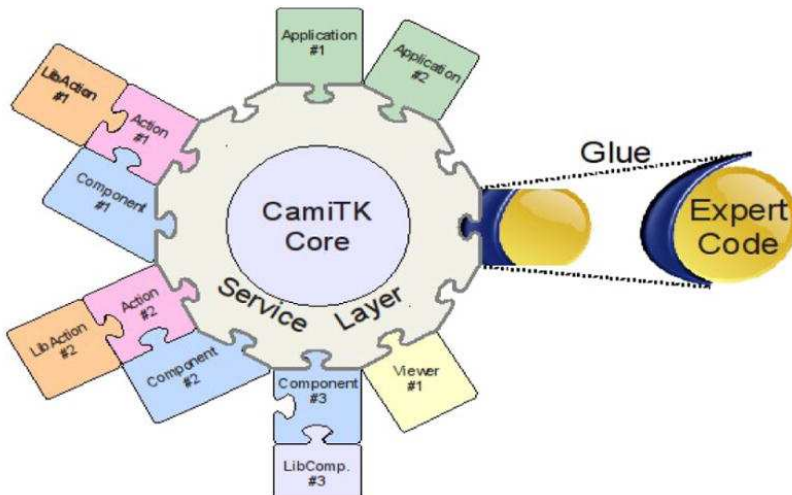 Application
#1
Application
#2
LibAction
#1
Action
#1
Component
#1
CamiTK
Core
Service Layer
Glue
Expert
Code
Action
#2
LibAction
#2
Component
#2
Component
#3
Viewer
#1
LibComp.
#3